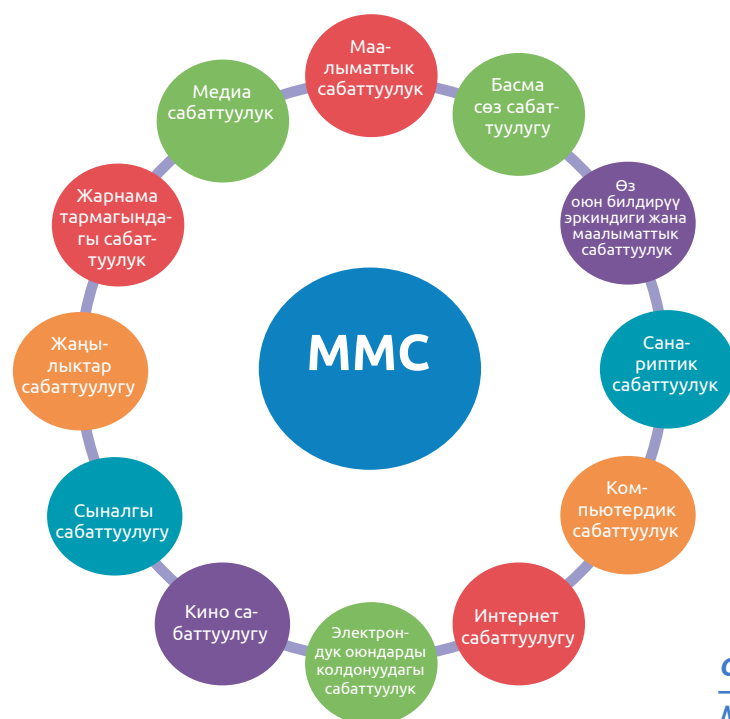 Маа-
лыматтык
сабаттуулук
Басма
сөз сабат-
туулугу
Өз
оюн билдирүү
эркиндиги жана
маалыматтык
сабаттуулук
Сана-
риптик
сабаттуулук
Ком-
пьютердик
сабаттуулук
Интернет
сабаттуулугу
Электрон-
дук оюндарды
колдонуудагы
сабаттуулук
Кино са-
баттуулугу
Сыналгы
сабаттуулугу
Жаңы-
лыктар
сабаттуулугу
Жарнама
тармагында-
гы сабат-
туулук
Медиа
сабаттуулук
ММС